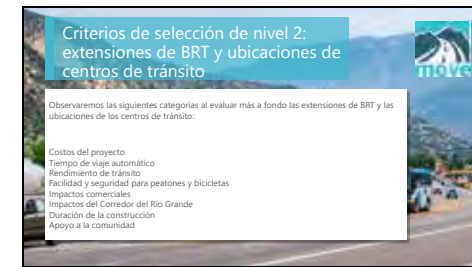 Criterios de selección de nivel 2:
extensiones de BRT y ubicaciones de
centros de tránsito
move
Observaremos las siguientes categorías al evaluar más a fondo las extensiones de BRT y las
ubicaciones de los centros de tránsito:
Costos del proyecto
Tiempo de viaje automático
Rendimiento de tránsito
Facilidad y seguridad para peatones y bicicletas
Impactos comerciales
Impactos del Corredor del Rio Grande
Duración de la construcción
Apoyo a la comunidad